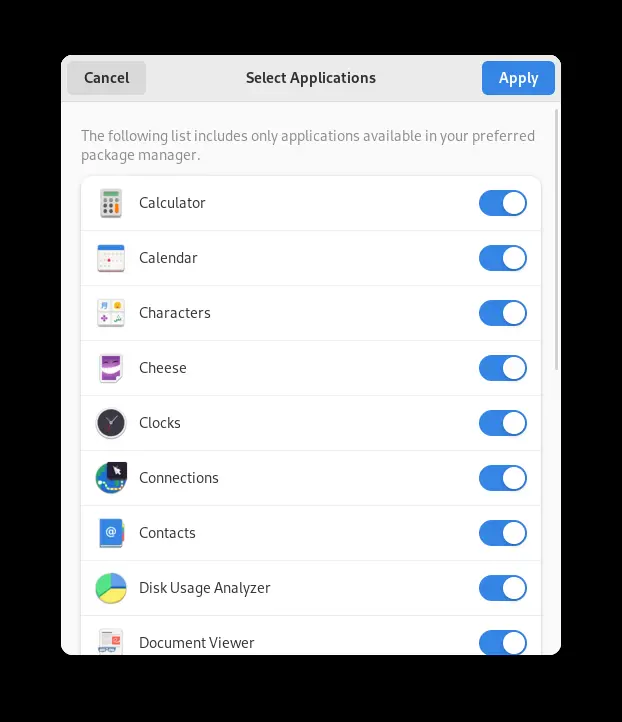 Cancel
Select Applications
Apply
The following list includes only applications available in your preferred
package manager.
Calculator
Calendar
Characters
Cheese
Clocks
Connections
@
Contacts
Disk Usage Analyzer
Document Viewer